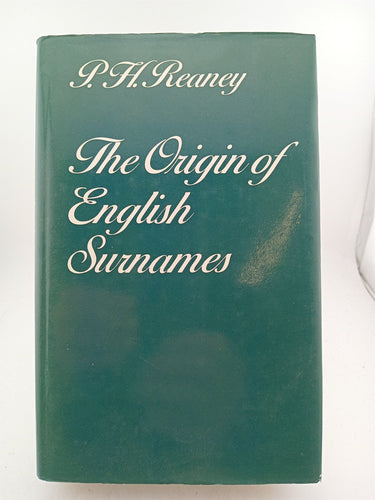 P. H. Reaney
The Origin of
English
Surnames